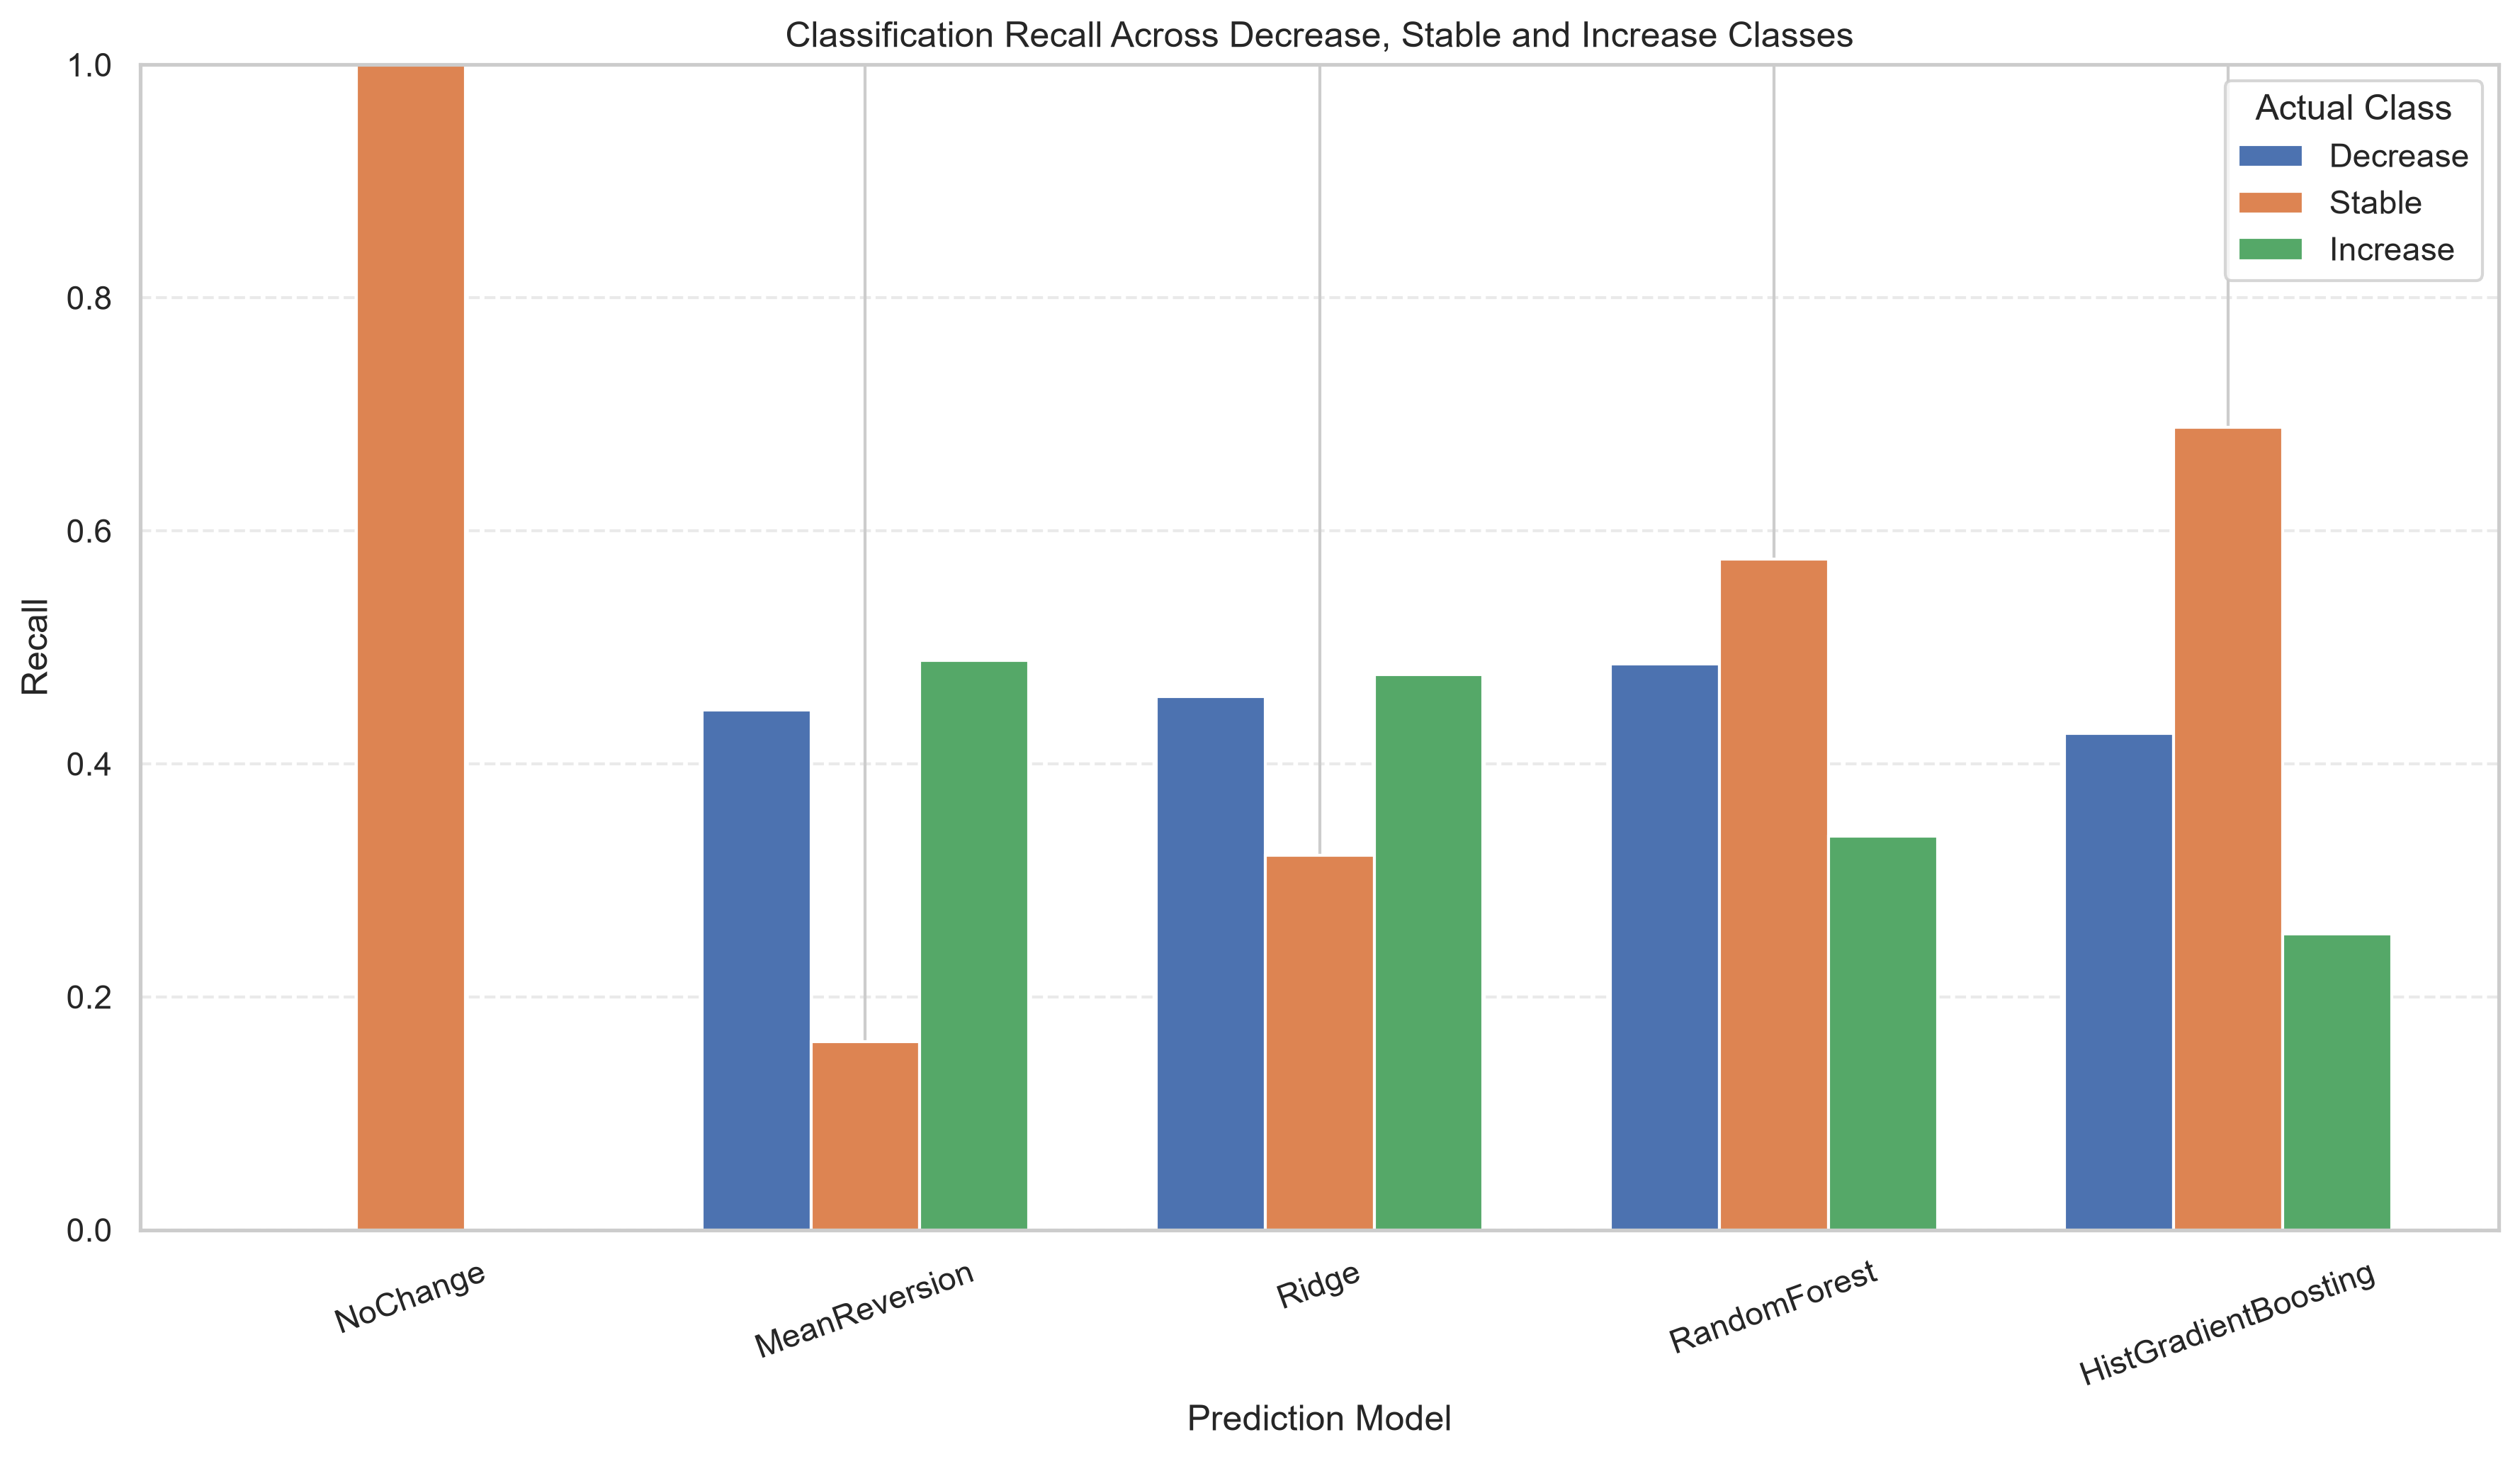 Classification Recall Across Decrease, Stable and Increase Classes
1.0
0.8
0.6
0.4
0.2
0.0
Recall
Actual Class
Decrease
Stable
Increase
NoChange
MeanReversion
Ridge
RandomForest
HistGradientBoosting
Prediction Model